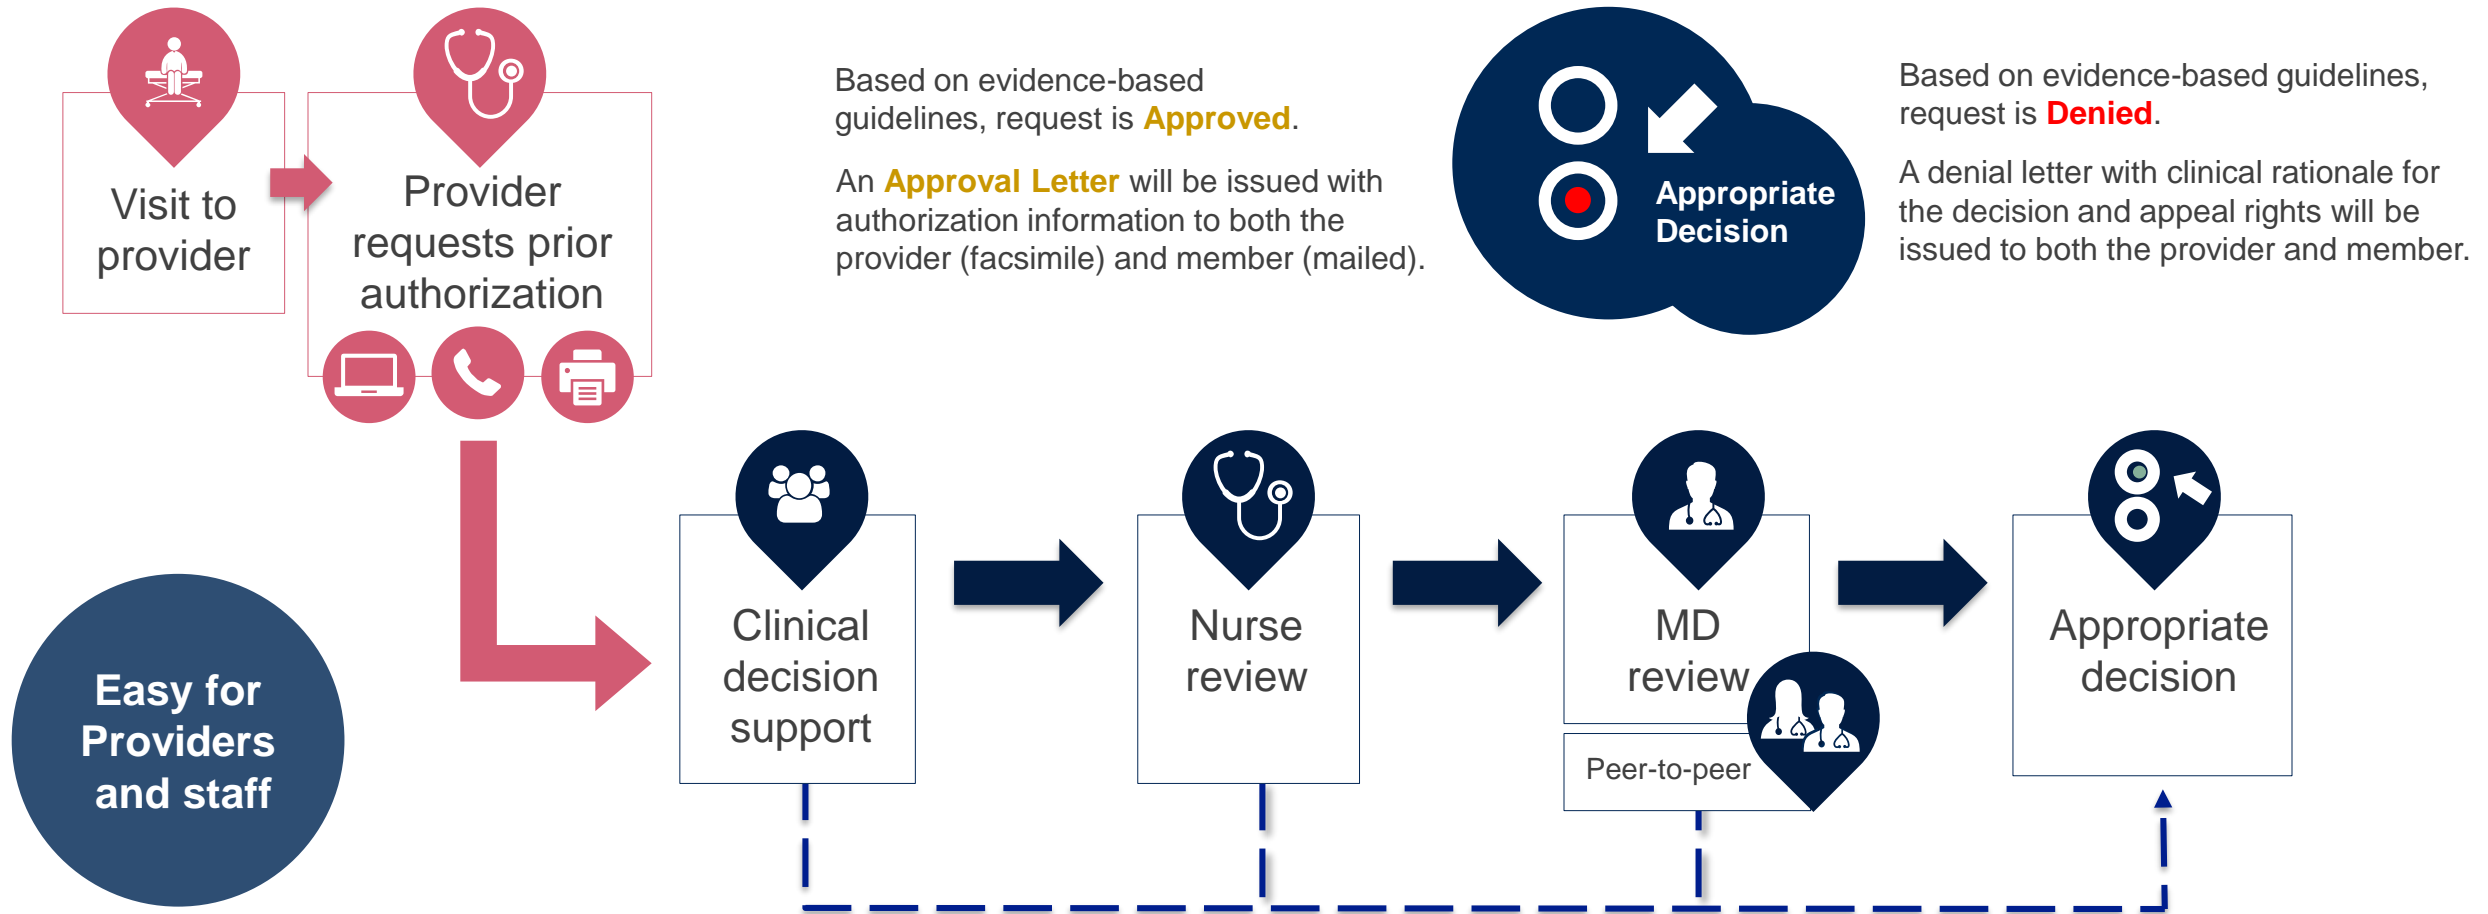 Visit to
provider
Provider
requests prior
authorization
Based on evidence-based
guidelines, request is Approved.
An Approval Letter will be issued with
authorization information to both the
provider (facsimile) and member (mailed).
Appropriate
Decision
Based on evidence-based guidelines,
request is Denied.
A denial letter with clinical rationale for
the decision and appeal rights will be
issued to both the provider and member.
Easy for
Providers
and staff
Clinical
decision
support
Nurse
review
MD
review
Peer-to-peer
Appropriate
decision